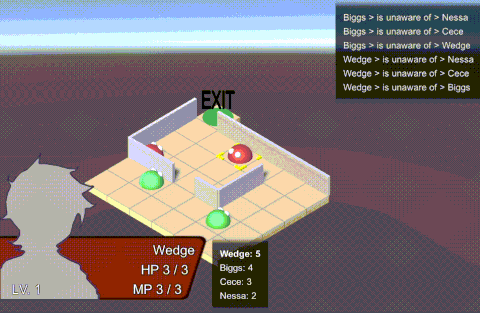 Biggs > is unaware of > Nessa
Biggs > is unaware of > Cece
Biggs > is unaware of > Wedge
Wedge > is unaware of > Nessa
Wedge > is unaware of > Cece
Wedge > is unaware of > Biggs
EXIT
Wedge
HP 3 / 3
LV. 1
MP 3 / 3
Wedge: 5
Biggs: 4
Cece: 3
Nessa: 2